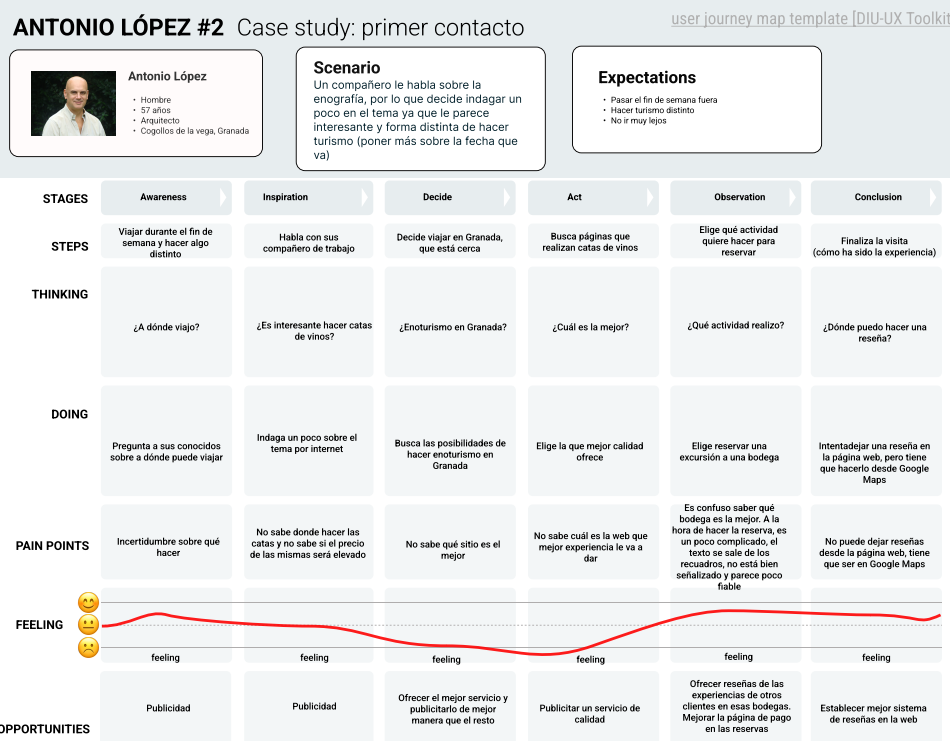 user journey map template [DIU-UX Toolkit
ANTONIO LÓPEZ #2 Case study: primer contacto
Antonio López
• Hombre
• 57 años
• Arquitecto
• Cogollos de la vega, Granada
Scenario
Un compañero le habla sobre la
enografía, por lo que decide indagar un
poco en el tema ya que le parece
interesante y forma distinta de hacer
turismo (poner más sobre la fecha que
va)
Expectations
• Pasar el fin de semana fuera
• Hacer turismo distinto
• No ir muy lejos
STAGES
Awareness
Inspiration
Decide
Act
Observation
Conclusion
STEPS
Viajar durante el fin de
semana y hacer algo
distinto
Habla con sus
compañero de trabajo
Decide viajar en Granada,
que está cerca
Busca páginas que
realizan catas de vinos
Elige qué actividad
quiere hacer para
reservar
Finaliza la visita
(cómo ha sido la experiencia)
THINKING
¿A dónde viajo?
¿Es interesante hacer catas
de vinos?
¿Enoturismo en Granada?
¿Cuál es la mejor?
¿Qué actividad realizo?
¿Dónde puedo hacer una
reseña?
DOING
Pregunta a sus conocidos
sobre a dónde puede viajar
Indaga un poco sobre el
tema por internet
Busca las posibilidades de
hacer enoturismo en
Granada
Elige la que mejor calidad
ofrece
Elige reservar una
excursión a una bodega
Intentadejar una reseña en
la página web, pero tiene
que hacerlo desde Google
Maps
PAIN POINTS
Incertidumbre sobre qué
hacer
No sabe donde hacer las
catas y no sabe si el precio
de las mismas será elevado
No sabe qué sitio es el
mejor
No sabe cuál es la web que
mejor experiencia le va a
dar
Es confuso saber qué
bodega es la mejor. A la
hora de hacer la reserva, es
un poco complicado, el
texto se sale de los
recuadros, no está bien
señalizado y parece poco
fiable
No puede dejar reseñas
desde la página web, tiene
que ser en Google Maps
FEELING
feeling
feeling
feeling
feeling
feeling
feeling
OPPORTUNITIES
Publicidad
Publicidad
Ofrecer el mejor servicio y
publicitarlo de mejor
manera que el resto
Publicitar un servicio de
calidad
Ofrecer reseñas de las
experiencias de otros
clientes en esas bodegas.
Mejorar la página de pago
en las reservas
Establecer mejor sistema
de reseñas en la web